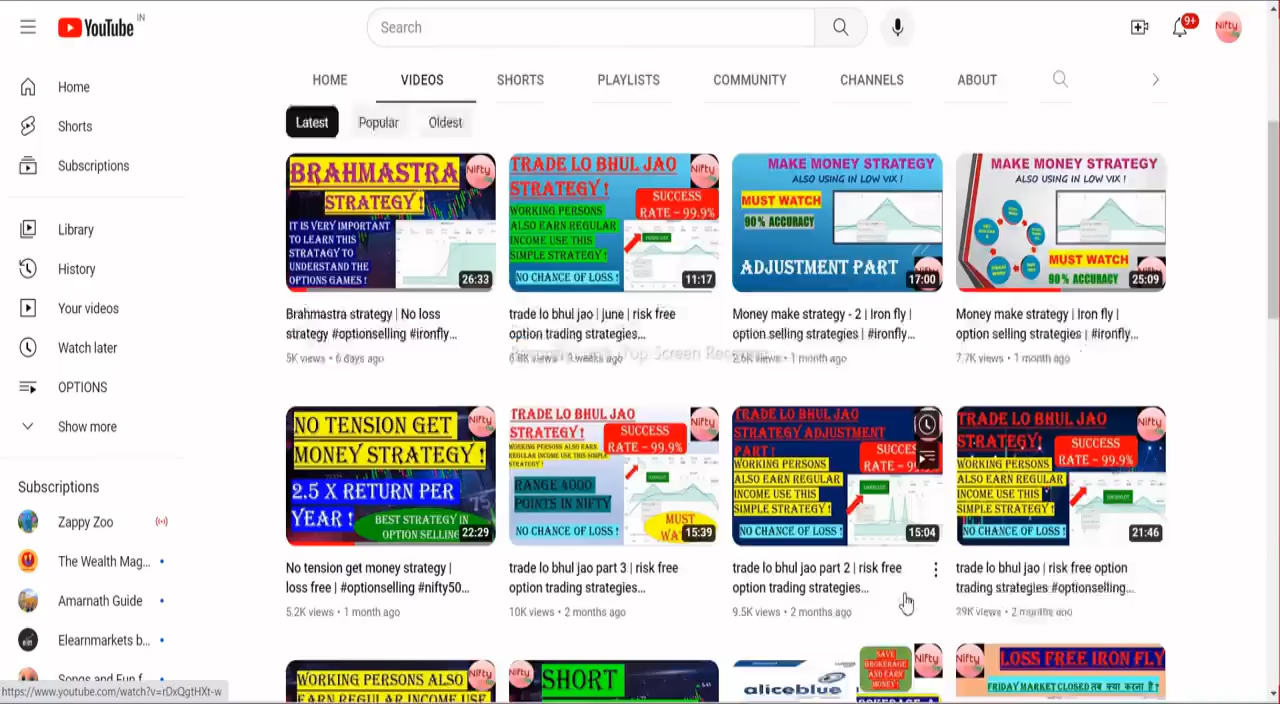 YouTube IN
Search
9+
Nifty
Home
Shorts
Subscriptions
Library
History
Your videos
Watch later
OPTIONS
Show more
Subscriptions
Zappy Zoo
The Wealth Mag...
Amarnath Guide
Elearnmarkets b...
Songs and Fun f
https://www.youtube.com/watch?v=rDxQgtHXt-w
HOME VIDEOS SHORTS PLAYLISTS COMMUNITY CHANNELS ABOUT
Latest Popular Oldest
BRAHMASTRA
STRATEGY !
Nifty
IT IS VERY IMPORTANT
TO LEARN THIS
STRATAGY TO
UNDERSTAND THE
OPTIONS GAMES !
26:33
Brahmastra strategy | No loss
strategy #optionselling #ironfly...
5K views • 6 days ago
TRADE LO BHUL JAO
STRATEGY !
Nifty
SUCCESS
RATE – 99.9%
WORKING PERSONS
ALSO EARN REGULAR
INCOME USE THIS
SIMPLE STRATEGY !
NO CHANCE OF LOSS !
11:17
trade lo bhul jao | june | risk free
option trading strategies...
weeks ago
MAKE MONEY STRATEGY
ALSO USING IN LOW VIX !
MUST WATCH
90 % ACCURACY
ADJUSTMENT PART
17:00
Money make strategy - 2 | Iron fly |
option selling strategies | #ironfly...
2.6K views • 1 month ago
MAKE MONEY STRATEGY
ALSO USING IN LOW VIX !
MUST WATCH
90 % ACCURACY
25:09
Money make strategy | Iron fly |
option selling strategies | #ironfly...
7.7K views • 1 month ago
Screen
NO TENSION GET
MONEY STRATEGY !
Nifty
2.5 X RETURN PER
YEAR !
BEST STRATEGY IN
OPTION SELLING
22:29
No tension get money strategy |
loss free | #optionselling #nifty50...
5.2K views • 1 month ago
TRADE LO BHUL JAO
STRATEGY !
Nifty
SUCCESS
RATE – 99.9%
WORKING PERSONS ALSO EARN
REGULAR INCOME USE THIS SIMPLE
STRATEGY !
RANGE 4000
POINTS IN NIFTY
NO CHANCE OF LOSS !
MUST
WA
15:39
trade lo bhul jao part 3 | risk free
option trading strategies...
10K views • 2 months ago
TRADE LO BHUL JAO
STRATEGY ADJUSTMENT
PART !
SUCCES
RATE – 9
WORKING PERSONS
ALSO EARN REGULAR
INCOME USE THIS
SIMPLE STRATEGY !
NO CHANCE OF LOSS !
15:04
trade lo bhul jao part 2 | risk free
option trading strategies...
9.5K views • 2 months ago
TRADE LO BHUL JAO
STRATEGY!
Nifty
SUCCESS
RATE – 99.9%
WORKING PERSONS
ALSO EARN REGULAR
INCOME USE THIS
SIMPLE STRATEGY !
NO CHANCE OF LOSS !
21:46
trade lo bhul jao | risk free option
trading strategies #optionselling...
29K views • 2 months ago
WORKING PERSONS ALSO
EARN REGULAR INCOME USE
Nifty
Nifty
SHORT
aliceblue
SAVE
BROKERAGE
AND
EARN
MONEY !
Nifty
Nifty
LOSS FREE IRON FLY
FRIDAY MARKET CLOSED तब क्या करना है !